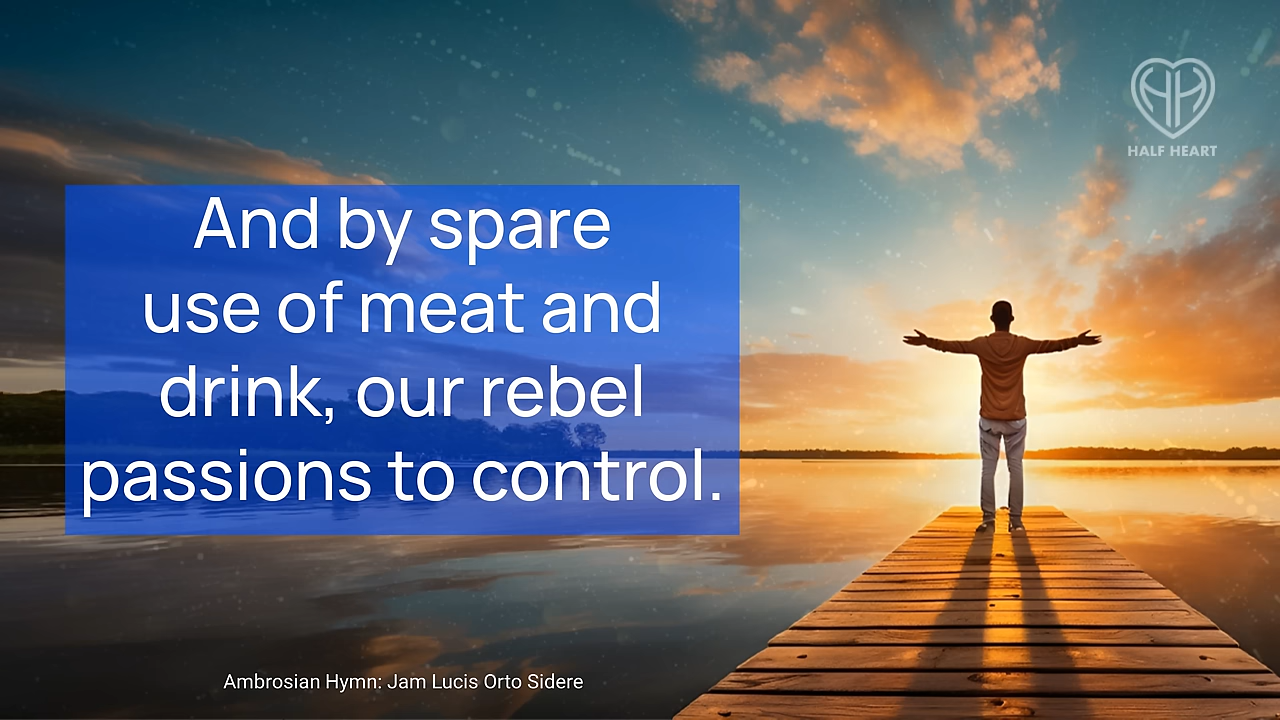 HALF HEART
And by spare
use of meat and
drink, our rebel
passions to control.
Ambrosian Hymn: Jam Lucis Orto Sidere